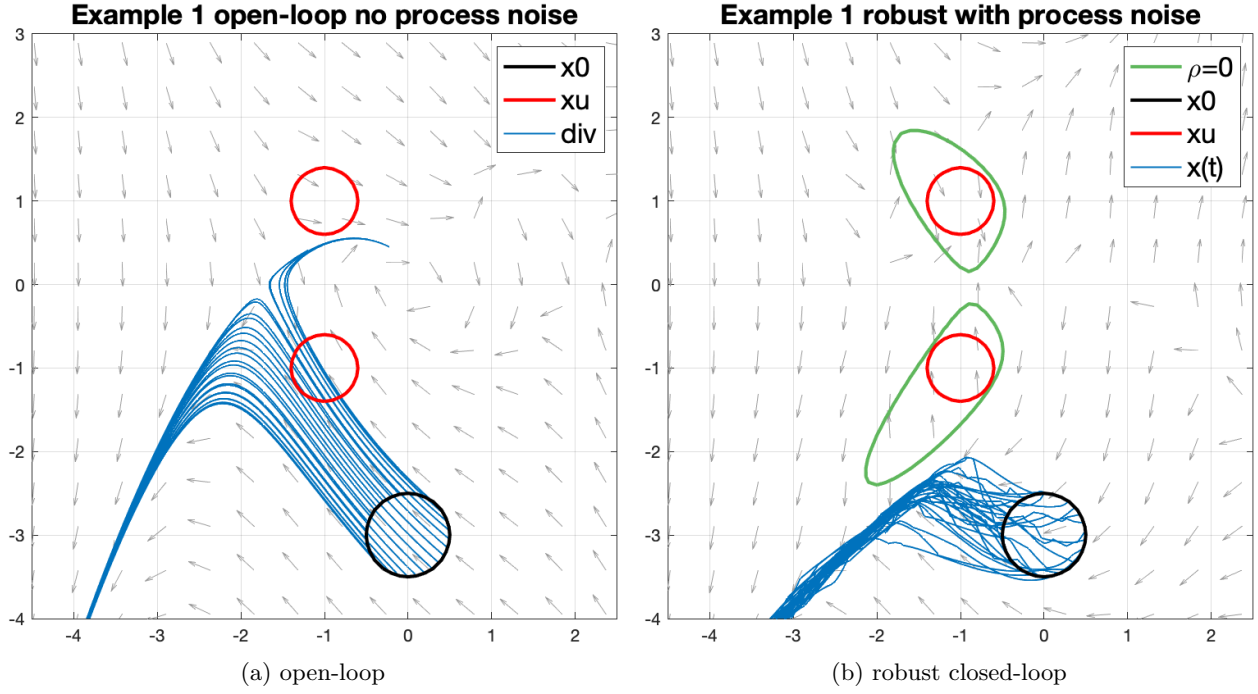 Example 1 open-loop no process noise
3
2
1
0
-1
-2
-3
-4
-4
-3
-2
-1
0
1
2
x0
xu
div
(a) open-loop
Example 1 robust with process noise
3
2
1
0
-1
-2
-3
-4
-4
-3
-2
-1
0
1
2
ρ=0
x0
xu
x(t)
(b) robust closed-loop